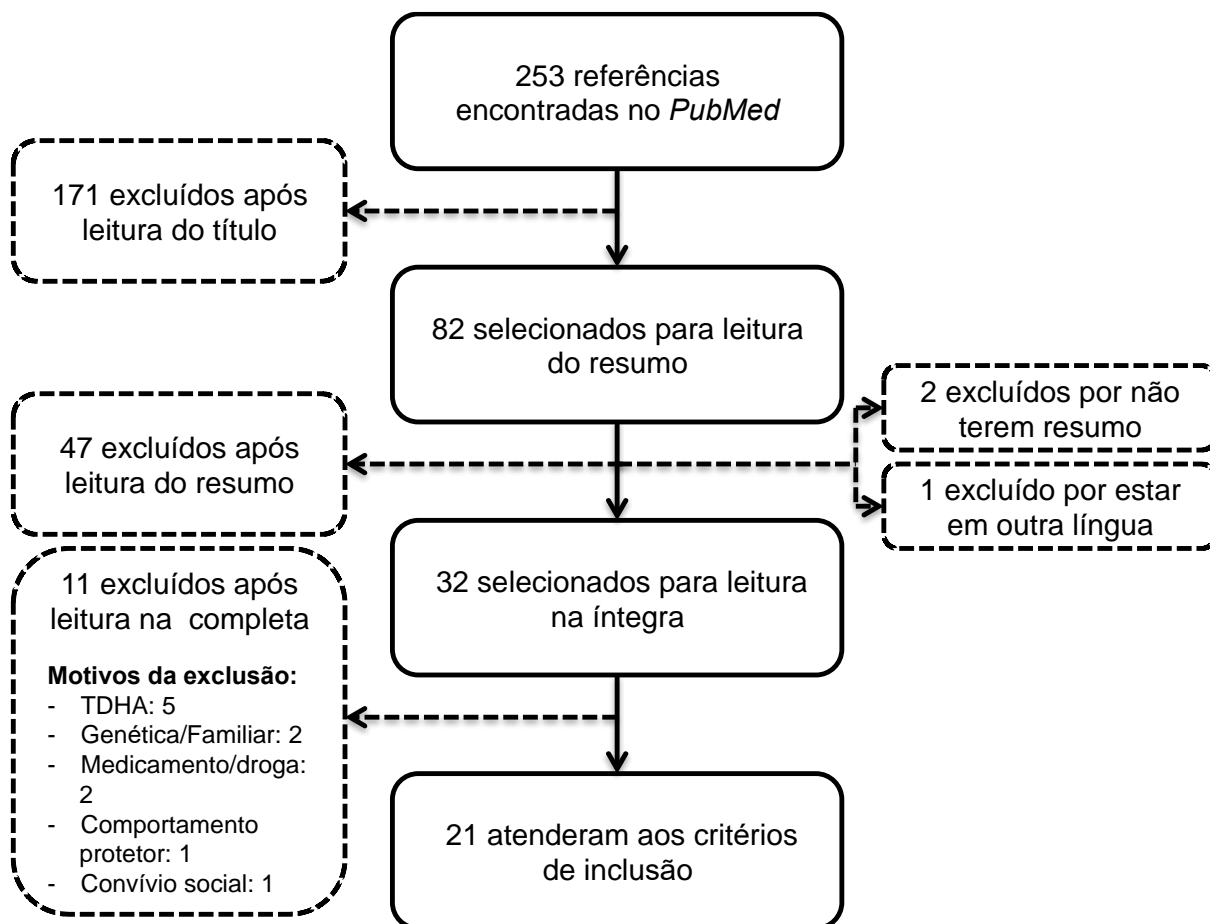 253 referências
encontradas no PubMed
171 excluídos após
leitura do título
82 selecionados para leitura
do resumo
2 excluídos por não
terem resumo
47 excluídos após
leitura do resumo
1 excluído por estar
em outra língua
32 selecionados para leitura
na íntegra
11 excluídos após
leitura na completa
Motivos da exclusão:
- TDHA: 5
- Genética/Familiar: 2
- Medicamento/droga:
2
- Comportamento
protetor: 1
- Convívio social: 1
21 atenderam aos critérios
de inclusão